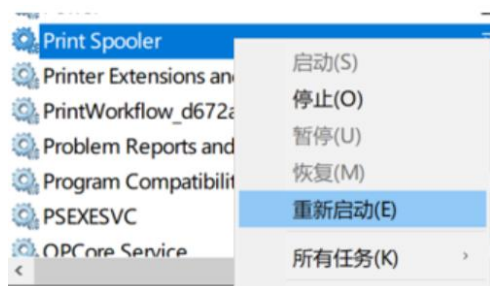 Print Spooler
Printer Extensions an
PrintWorkflow_d672a
Problem Reports and
Program Compatibilit
PSEXESVC
QPCore Service
启动(S)
停止(O)
暂停(U)
恢复(M)
重新启动(E)
所有任务(K)